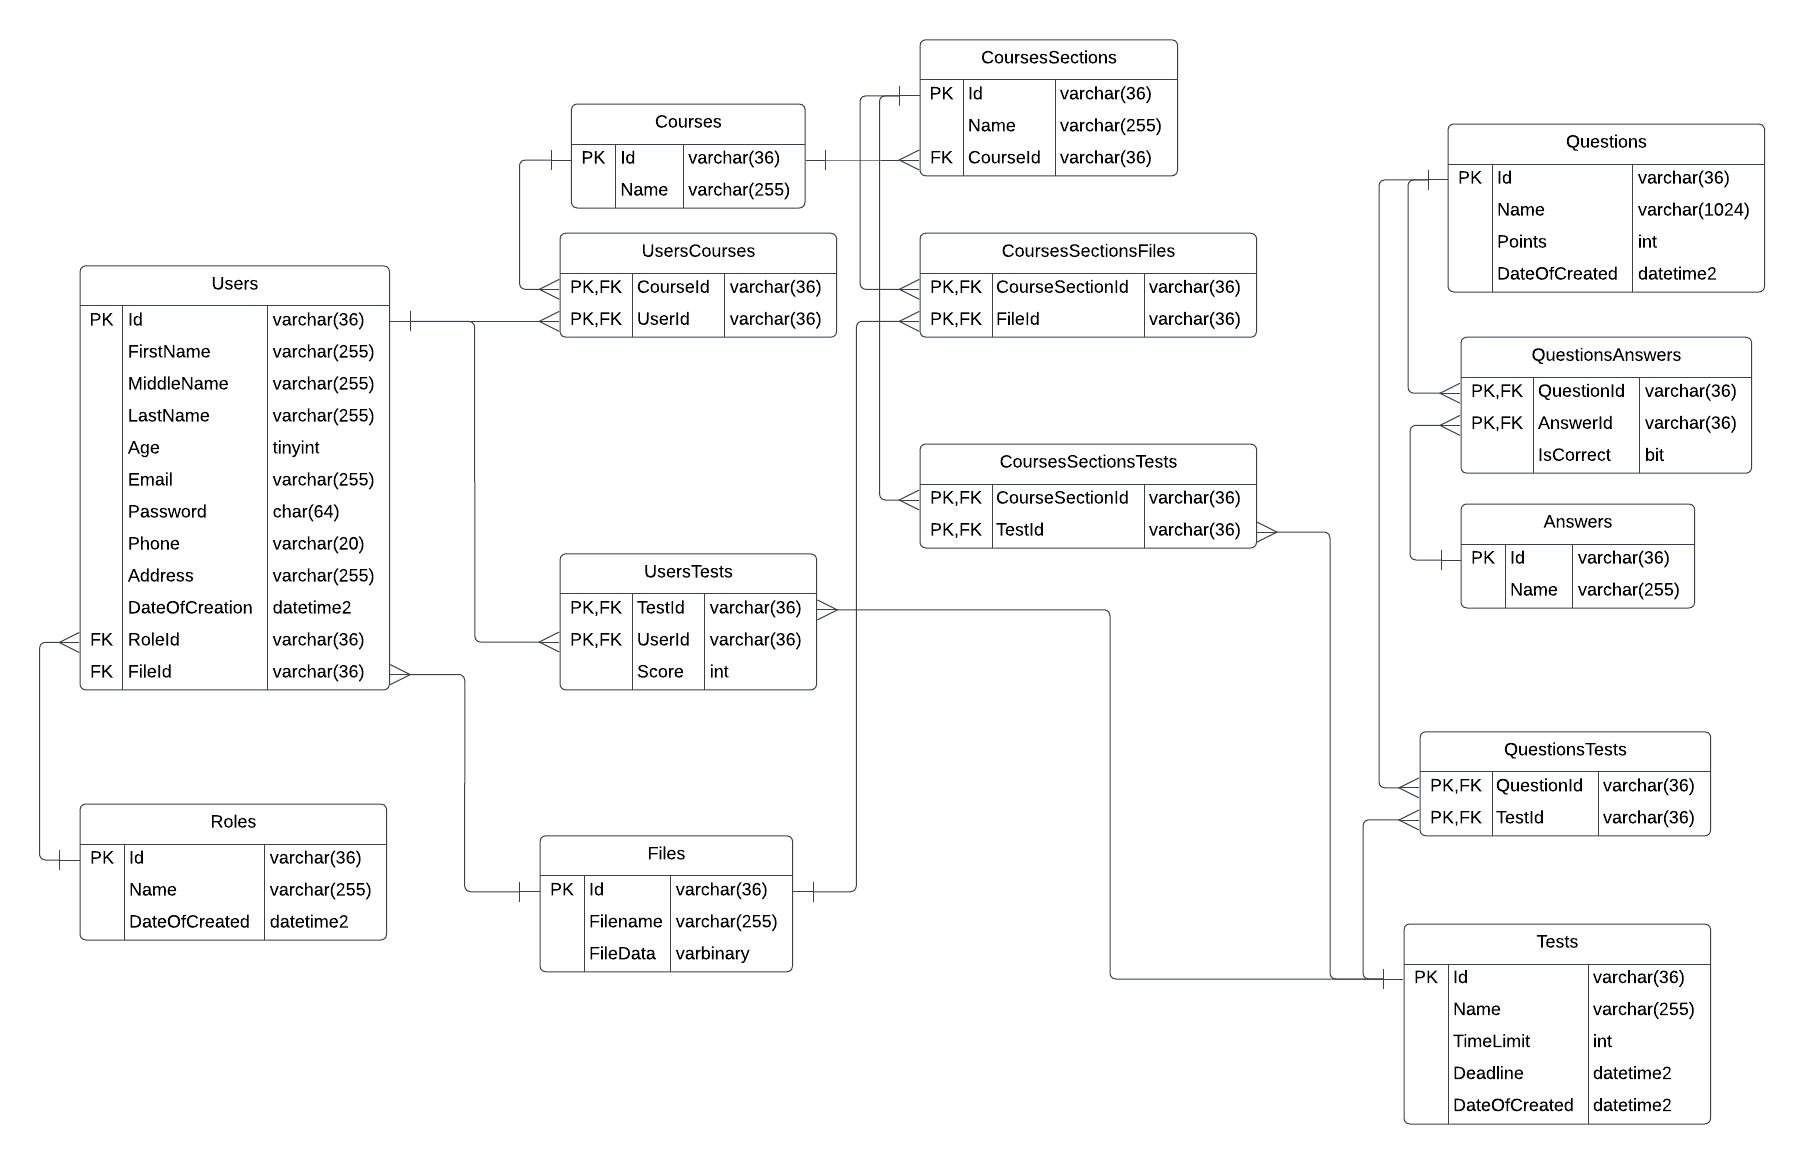 CoursesSections
PK Id varchar(36)
Name varchar(255)
FK CourseId varchar(36)
Courses
PK Id varchar(36)
Name varchar(255)
Questions
PK Id varchar(36)
Name varchar(1024)
Points int
DateOfCreated datetime2
UsersCourses
PK,FK CourseId varchar(36)
PK,FK UserId varchar(36)
CoursesSectionsFiles
PK,FK CourseSectionId varchar(36)
PK,FK FileId varchar(36)
Users
PK Id varchar(36)
FirstName varchar(255)
MiddleName varchar(255)
LastName varchar(255)
Age tinyint
Email varchar(255)
Password char(64)
Phone varchar(20)
Address varchar(255)
DateOfCreation datetime2
FK RoleId varchar(36)
FK FileId varchar(36)
QuestionsAnswers
PK,FK QuestionId varchar(36)
PK,FK AnswerId varchar(36)
IsCorrect bit
CoursesSectionsTests
PK,FK CourseSectionId varchar(36)
PK,FK TestId varchar(36)
Answers
PK Id varchar(36)
Name varchar(255)
UsersTests
PK,FK TestId varchar(36)
PK,FK UserId varchar(36)
Score int
QuestionsTests
PK,FK QuestionId varchar(36)
PK,FK TestId varchar(36)
Roles
PK Id varchar(36)
Name varchar(255)
DateOfCreated datetime2
Files
PK Id varchar(36)
Filename varchar(255)
FileData varbinary
Tests
PK Id varchar(36)
Name varchar(255)
TimeLimit int
Deadline datetime2
DateOfCreated datetime2